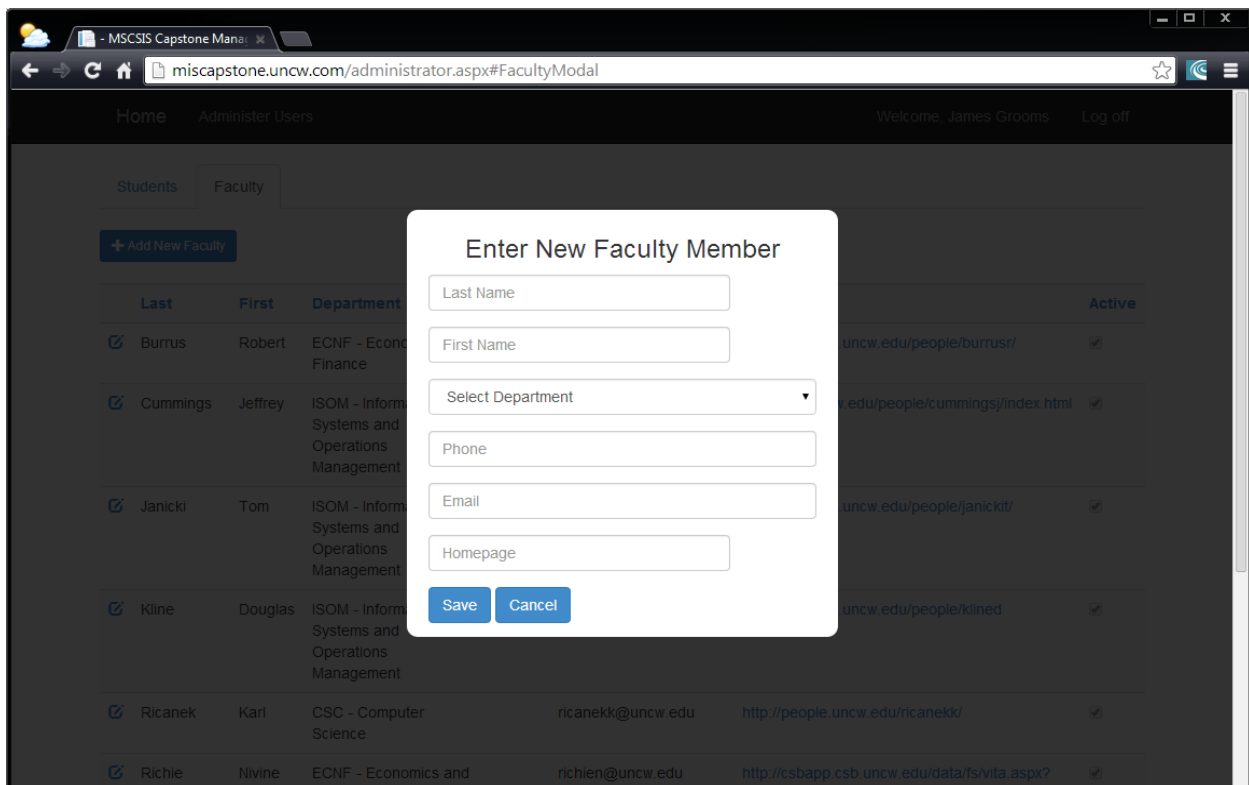 - MSCSIS Capstone Mana
miscapstone.uncw.com/administrator.aspx#FacultyModal
Home Administer Users Welcome, James Grooms Log off
Students Faculty
Add New Faculty
Enter New Faculty Member
Last Name
First Name
Select Department
Phone
Email
Homepage
Save Cancel
Last First Department Active
Burrus Robert ECNF - Econo .uncw.edu/people/burrusr/
Finance
Cummings Jeffrey ISOM - Informa v.edu/people/cummingsj/index.html
Systems and
Operations
Management
Janicki Tom ISOM - Informa .uncw.edu/people/janickit/
Systems and
Operations
Management
Kline Douglas ISOM - Informa .uncw.edu/people/klined
Systems and
Operations
Management
Ricanek Karl CSC - Computer ricanekk@uncw.edu http://people.uncw.edu/ricanekk/
Science
Richie Nivine ECNF - Economics and richien@uncw.edu http://csbapp.csb.uncw.edu/data/fs/vita.aspx?